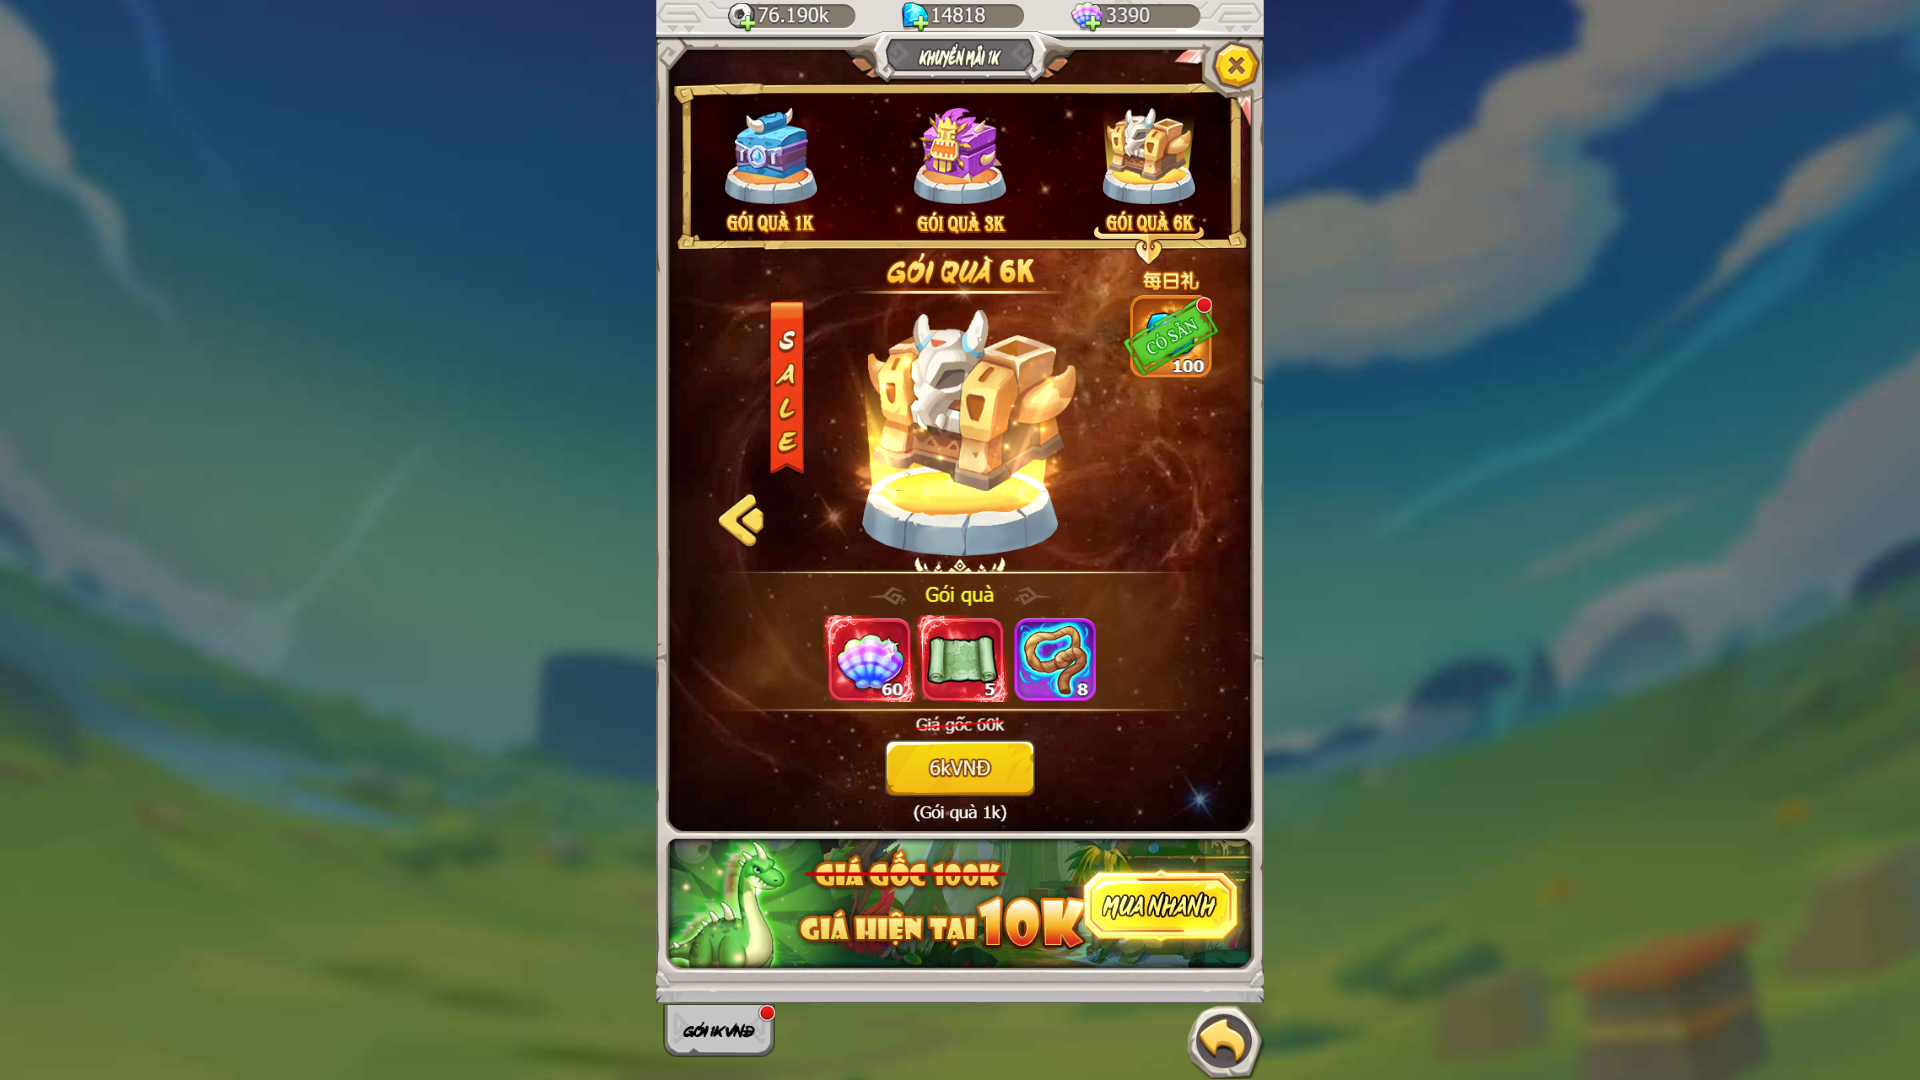 76.190k
14818
3390
KHUYẾN MÃI 1K
GÓI QUÀ 1K
GÓI QUÀ 3K
GÓI QUÀ 6K
GÓI QUÀ 6K
每日礼
SALE
CÓ SẴN
100
Gói quà
60
5
8
Giá gốc 60k
6kVNĐ
(Gói quà 1k)
GIÁ GỐC 100K
GIÁ HIỆN TẠI 10K
MUA NHANH
GÓI 1KVNĐ